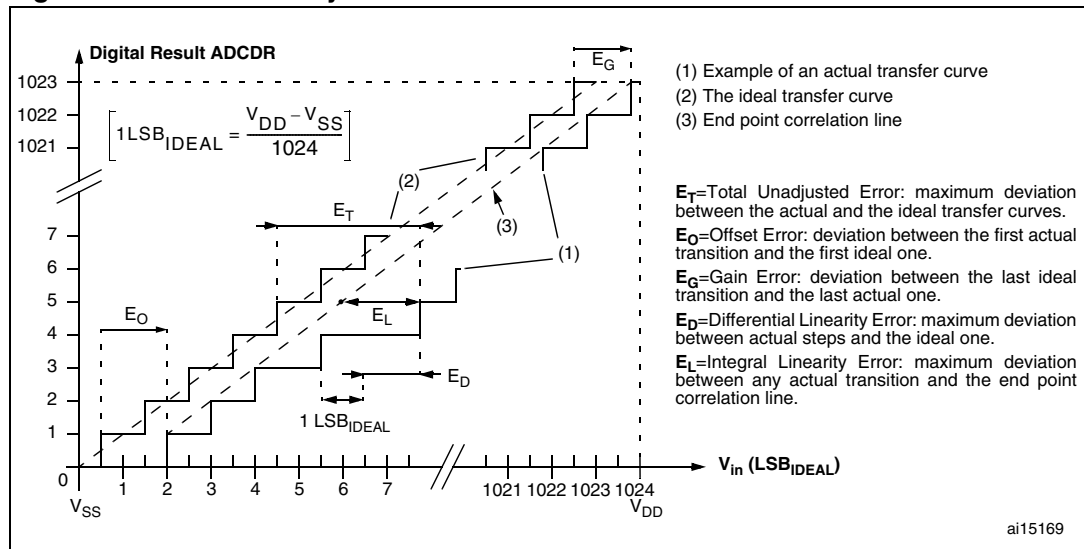 Digital Result ADCDR
E_G
1023
1022
1021
1LSB_IDEAL = (V_DD – V_SS) / 1024
(1) Example of an actual transfer curve
(2) The ideal transfer curve
(3) End point correlation line
(2)
E_T
(3)
(1)
7
6
5
4
3
2
1
0
E_O
E_L
E_D
1 LSB_IDEAL
E_T=Total Unadjusted Error: maximum deviation
between the actual and the ideal transfer curves.
E_O=Offset Error: deviation between the first actual
transition and the first ideal one.
E_G=Gain Error: deviation between the last ideal
transition and the last actual one.
E_D=Differential Linearity Error: maximum deviation
between actual steps and the ideal one.
E_L=Integral Linearity Error: maximum deviation
between any actual transition and the end point
correlation line.
V_in (LSB_IDEAL)
1 2 3 4 5 6 7 1021 1022 1023 1024
V_SS V_DD
ai15169